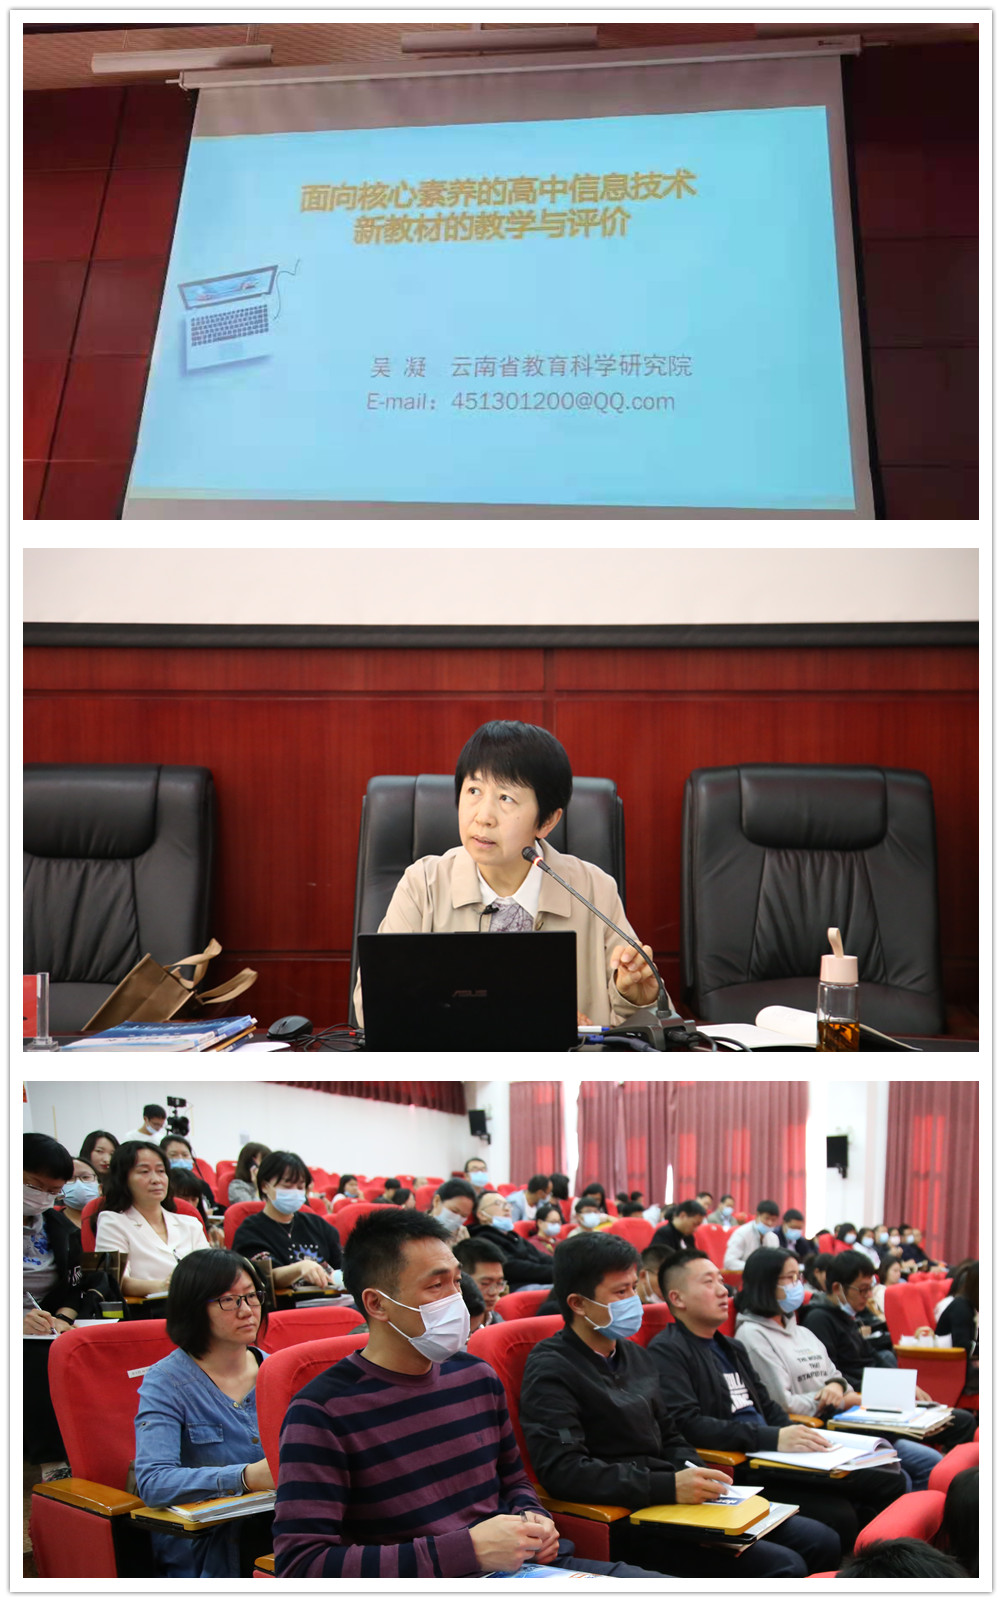 面向核心素养的高中信息技术
新教材的教学与评价
吴 凝 云南省教育科学研究院
E-mail：451301200@QQ.com
ASUS